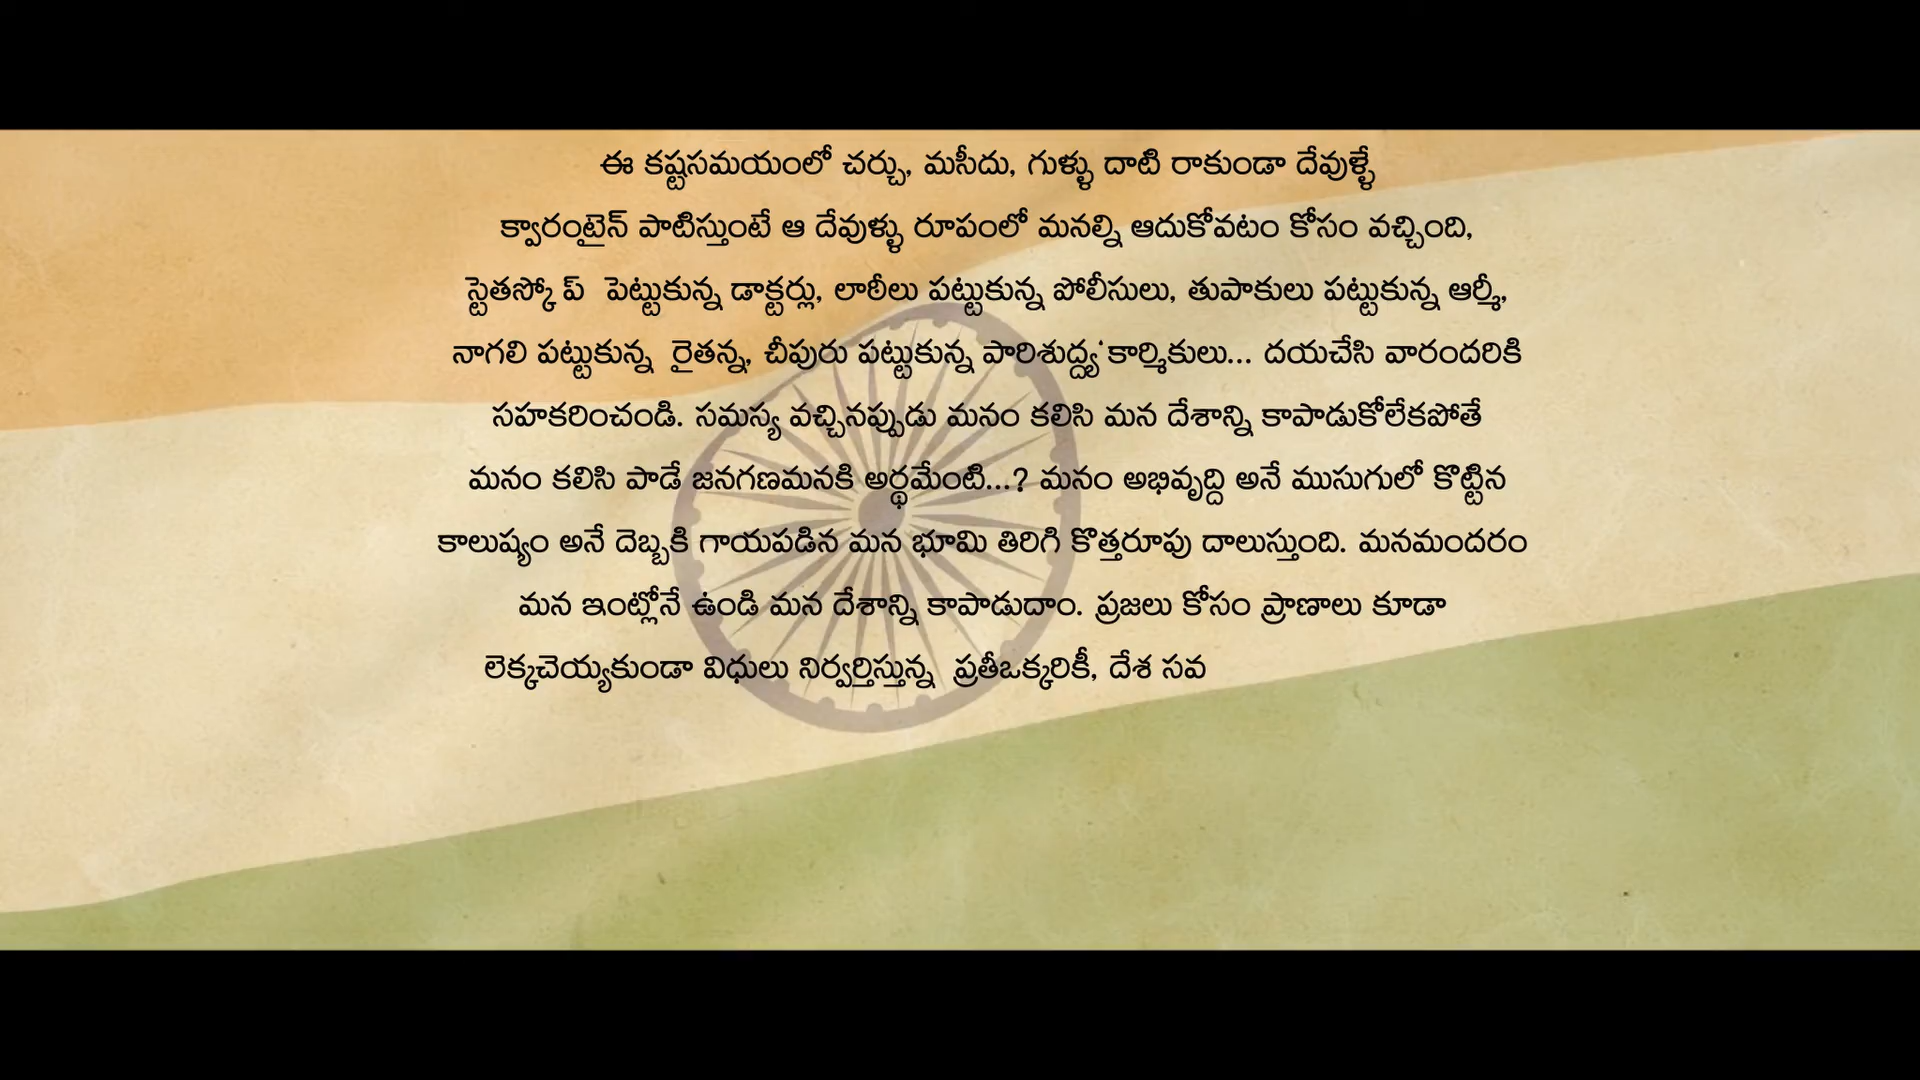 ఈ కష్టసమయంలో చర్చు, మసీదు, గుళ్ళు దాటి రాకుండా దేవుళ్ళే
క్వారంటైన్ పాటిస్తుంటే ఆ దేవుళ్ళు రూపంలో మనల్ని ఆదుకోవటం కోసం వచ్చింది,
స్టెతస్కోప్ పెట్టుకున్న డాక్టర్లు, లాఠీలు పట్టుకున్న పోలీసులు, తుపాకులు పట్టుకున్న ఆర్మీ,
నాగలి పట్టుకున్న రైతన్న, చీపురు పట్టుకున్న పారిశుద్ద్య కార్మికులు... దయచేసి వారందరికి
సహకరించండి. సమస్య వచ్చినప్పుడు మనం కలిసి మన దేశాన్ని కాపాడుకోలేకపోతే
మనం కలిసి పాడే జనగణమనకి అర్థమేంటి...? మనం అభివృద్ది అనే ముసుగులో కొట్టిన
కాలుష్యం అనే దెబ్బకి గాయపడిన మన భూమి తిరిగి కొత్తరూపు దాలుస్తుంది. మనమందరం
మన ఇంట్లోనే ఉండి మన దేశాన్ని కాపాడుదాం. ప్రజలు కోసం ప్రాణాలు కూడా
లెక్కచెయ్యకుండా విధులు నిర్వర్తిస్తున్న ప్రతీఒక్కరికీ, దేశ సవ